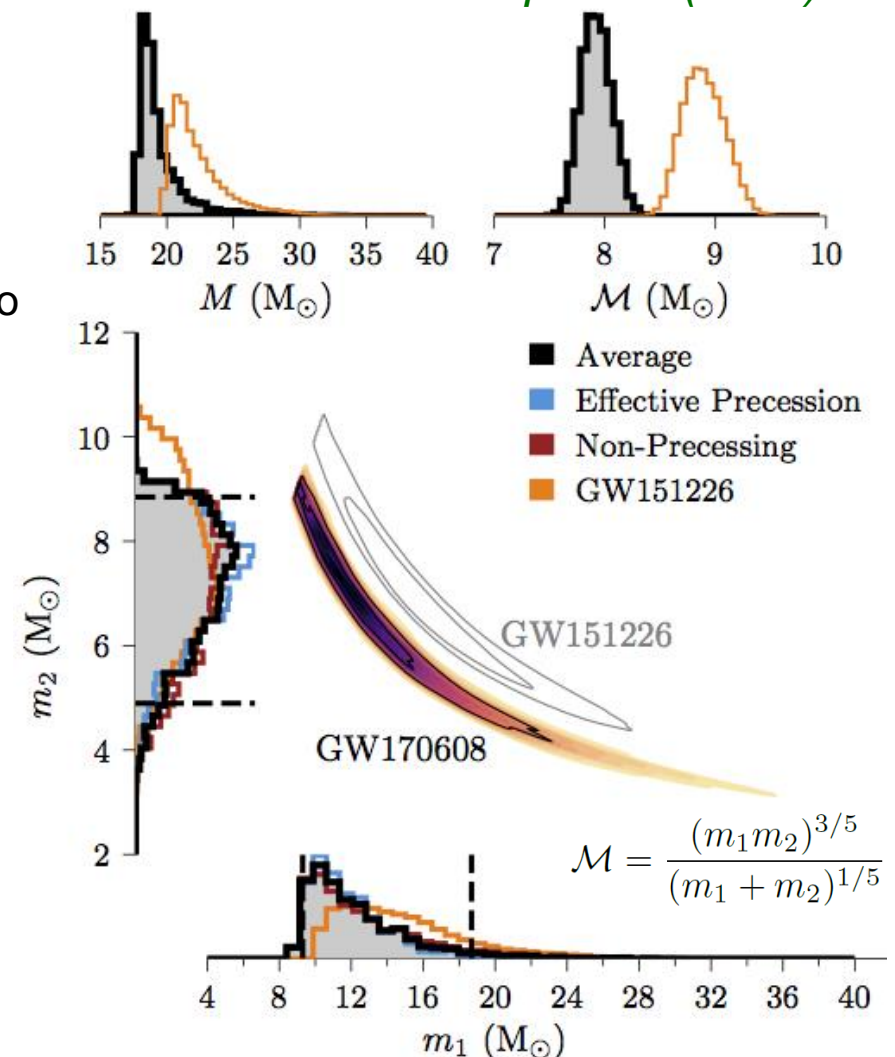 15 20 25 30 35 40
M (M⊙)
7 8 9 10
ℳ (M⊙)
o
12
10
8
6
4
2
m₂ (M⊙)
Average
Effective Precession
Non-Precessing
GW151226
GW151226
GW170608
ℳ = (m₁m₂)^{3/5} / (m₁ + m₂)^{1/5}
4 8 12 16 20 24 28 32 36 40
m₁ (M⊙)